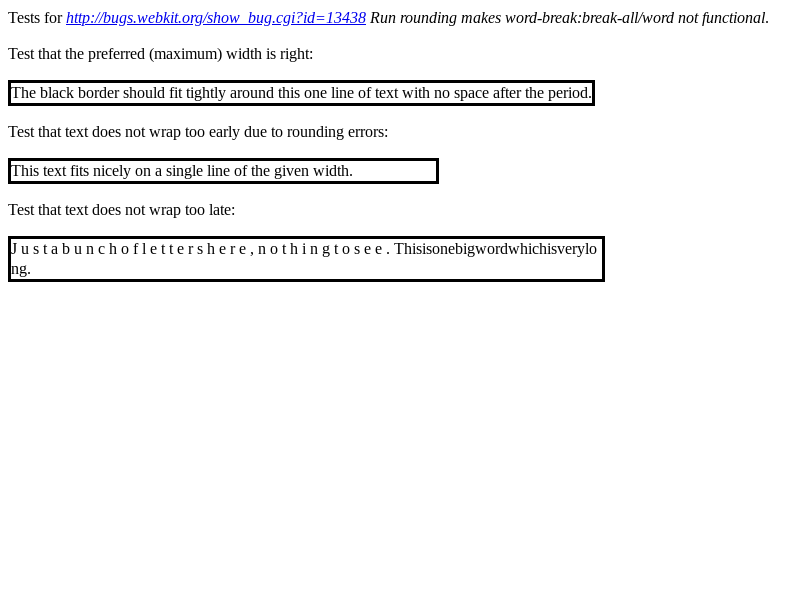 Tests for http://bugs.webkit.org/show_bug.cgi?id=13438 Run rounding makes word-break:break-all/word not functional.
Test that the preferred (maximum) width is right:
The black border should fit tightly around this one line of text with no space after the period.
Test that text does not wrap too early due to rounding errors:
This text fits nicely on a single line of the given width.
Test that text does not wrap too late:
J u s t a b u n c h o f l e t t e r s h e r e , n o t h i n g t o s e e . Thisisonebigwordwhichisverylo
ng.